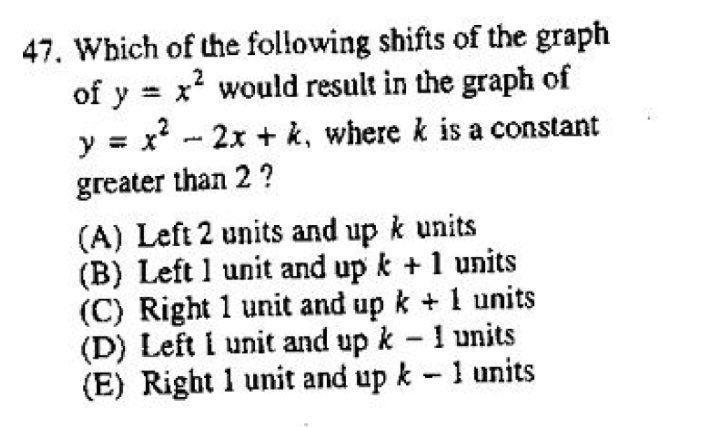 47. Which of the following shifts of the graph
of y = x² would result in the graph of
y = x² − 2x + k, where k is a constant
greater than 2 ?
(A) Left 2 units and up k units
(B) Left 1 unit and up k + 1 units
(C) Right 1 unit and up k + 1 units
(D) Left 1 unit and up k − 1 units
(E) Right 1 unit and up k − 1 units